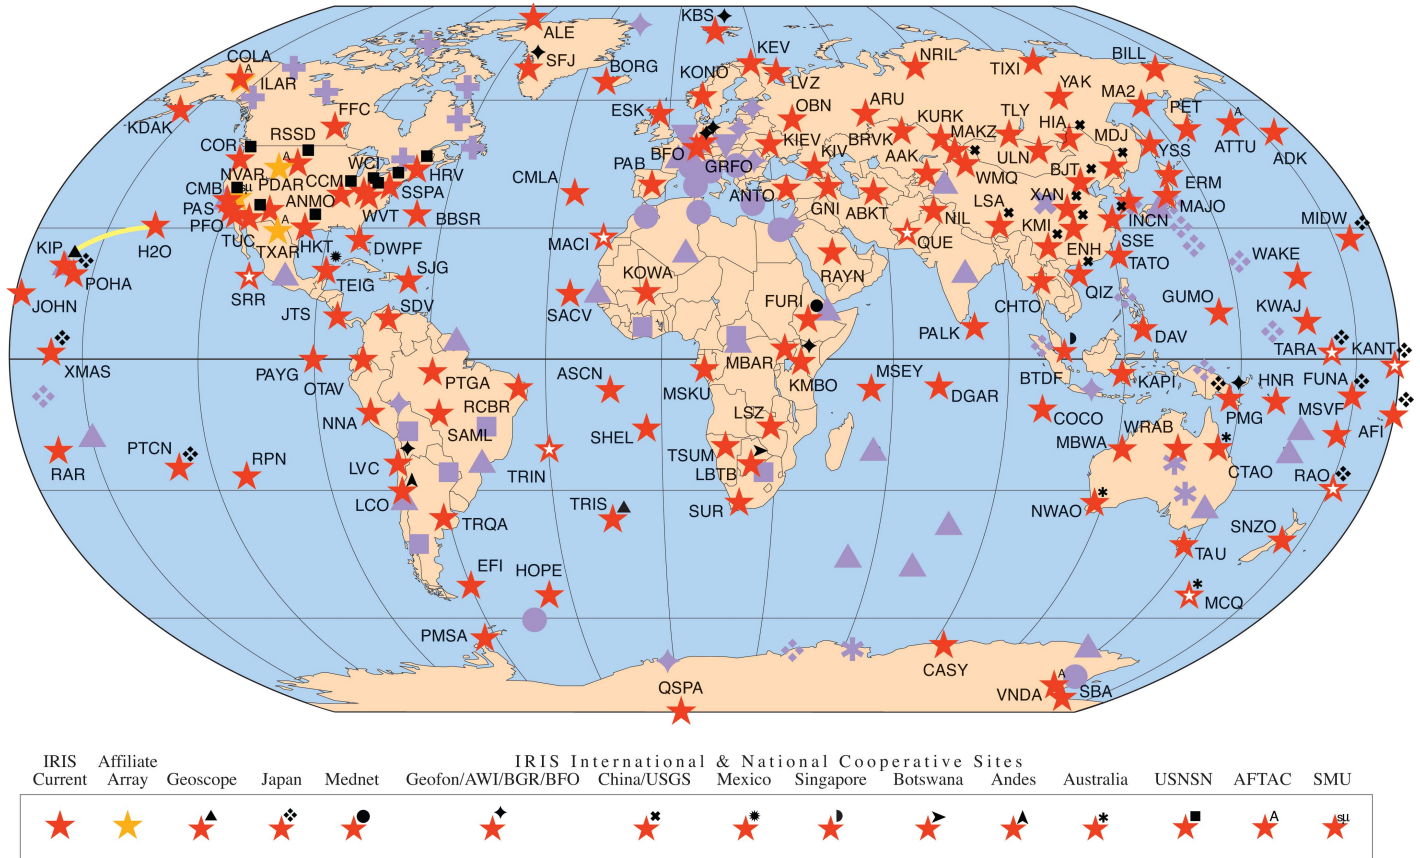 KBS
ALE
SFJ
BORG
KONO
KEV
LVZ
NRIL
TIXI
BILL
COLA
A
ILAR
KDAK
FFC
ESK
OBN
ARU
KURK
TLY
YAK
MA2
PET
A
ATTU
ADK
RSSD
COR
A
NVAR
WCI
HRV
BFO
GRFO
KIEV
KIV
BRVK
AAK
MAKZ
HIA
ULN
MDJ
YSS
CMB
SMU
PDAR
CCM
SSPA
PAB
CMLA
ANTO
GNI
ABKT
WMQ
BJT
XAN
ERM
MAJO
PAS
PFO
ANMO
A
WVT
BBSR
NIL
LSA
KMI
INCN
MIDW
TUC
TXAR
HKT
DWPF
MACI
QUE
ENH
SSE
TATO
KIP
H2O
POHA
SRR
TEIG
SJG
KOWA
RAYN
WAKE
JOHN
JTS
SDV
SACV
FURI
CHTO
QIZ
GUMO
KWAJ
PALK
DAV
XMAS
PAYG
OTAV
PTGA
ASCN
MSKU
MBAR
KMBO
MSEY
DGAR
BTDF
KAPI
TARA
KANT
HNR
FUNA
NNA
RCBR
SAML
SHEL
LSZ
COCO
PMG
MSVF
AFI
RAR
PTCN
RPN
LVC
TRIN
TSUM
LBTB
MBWA
WRAB
CTAO
RAO
LCO
TRQA
TRIS
SUR
NWAO
SNZO
TAU
EFI
HOPE
MCQ
PMSA
CASY
QSPA
VNDA
A
SBA
IRIS International & National Cooperative Sites
IRIS Current
Affiliate Array
Geoscope
Japan
Mednet
Geofon/AWI/BGR/BFO
China/USGS
Mexico
Singapore
Botswana
Andes
Australia
USNSN
AFTAC
SMU
A
SMU